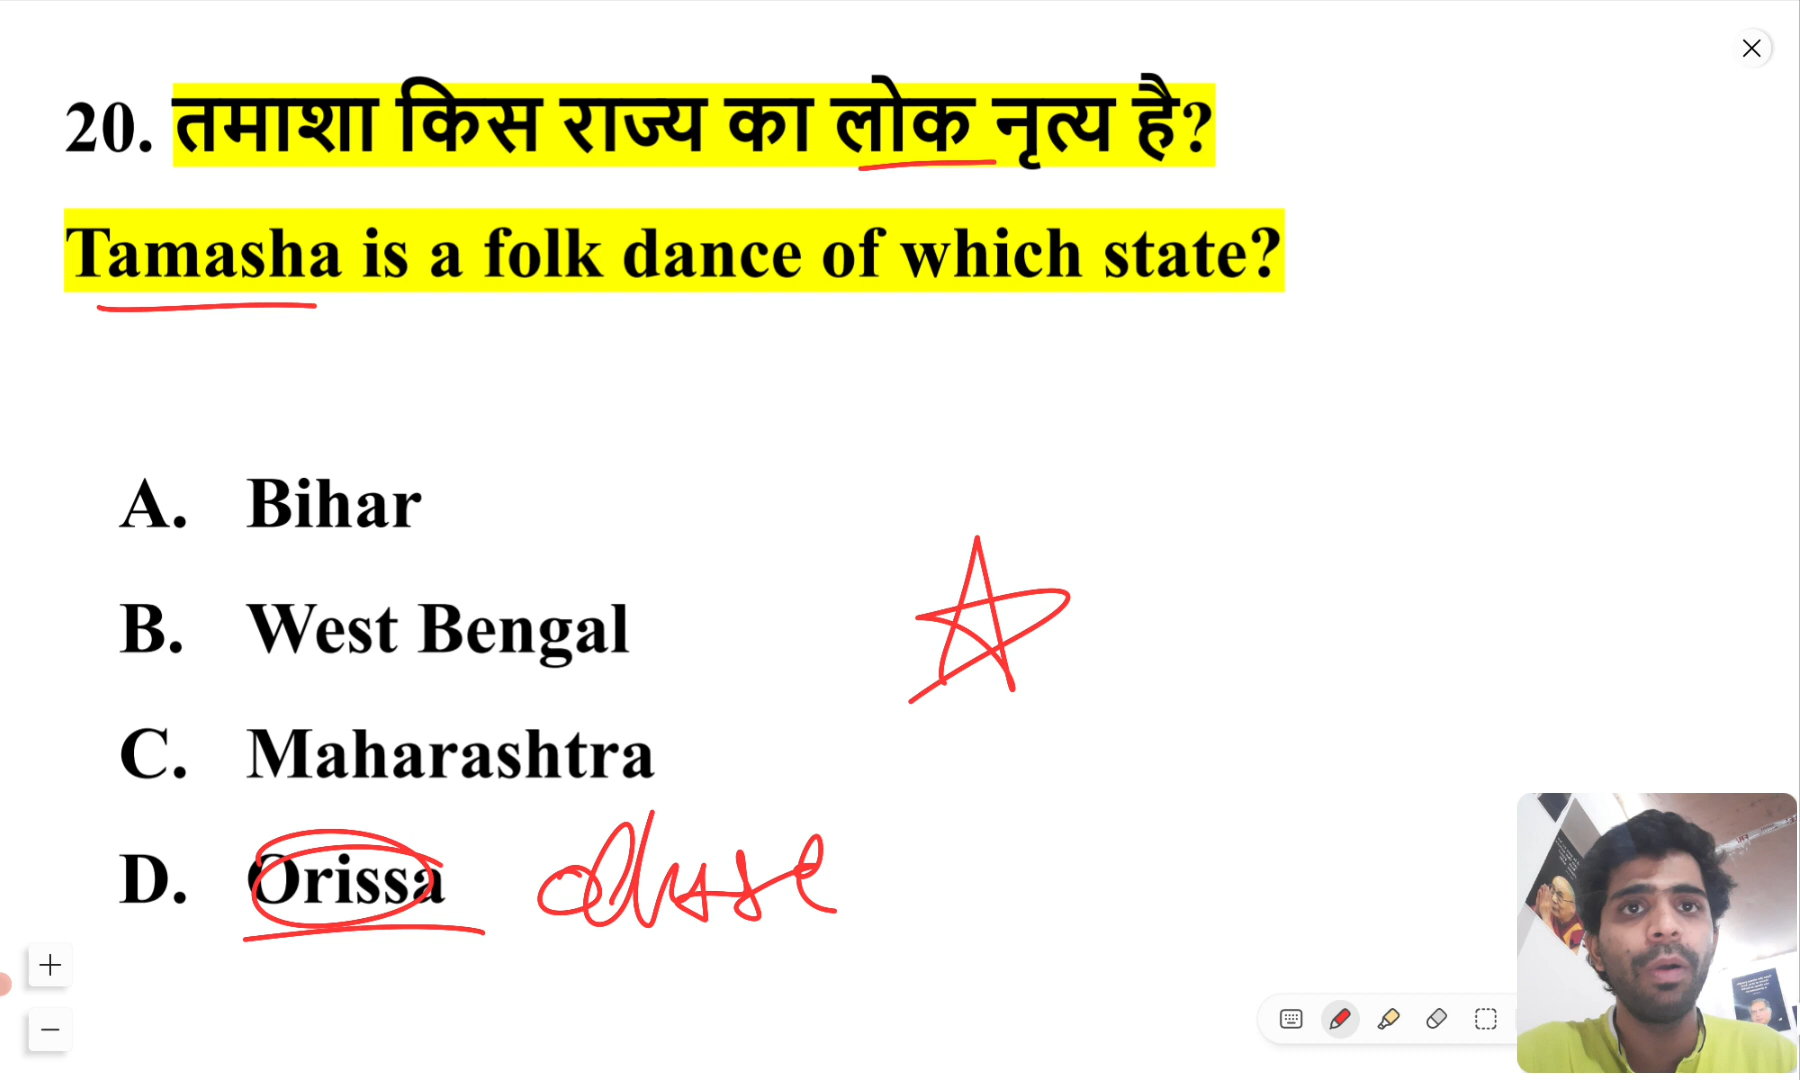 20. तमाशा किस राज्य का लोक नृत्य है?
Tamasha is a folk dance of which state?
A. Bihar
B. West Bengal
C. Maharashtra
D. Orissa